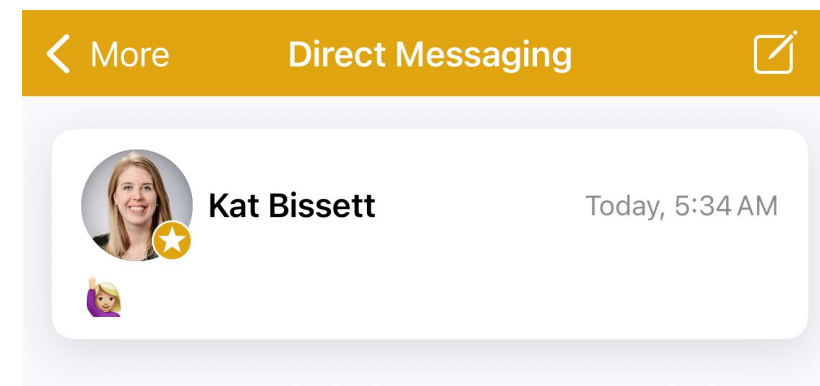 More
Direct Messaging
Kat Bissett
Today, 5:34 AM
🙋🏼‍♀️